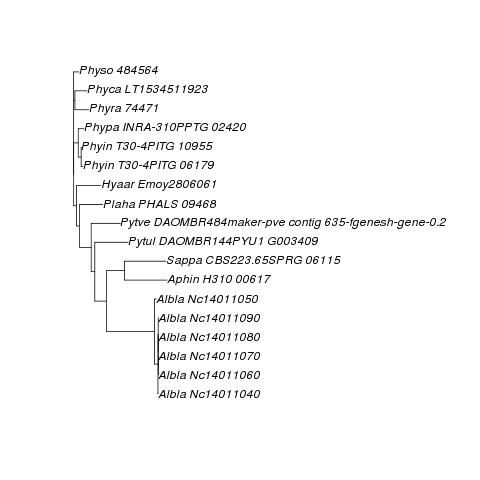 Physo 484564
Phyca LT1534511923
Phyra 74471
Phypa INRA-310PPTG 02420
Phyin T30-4PITG 10955
Phyin T30-4PITG 06179
Hyaar Emoy2806061
Plaha PHALS 09468
Pytve DAOMBR484maker-pve contig 635-fgenesh-gene-0.2
Pytul DAOMBR144PYU1 G003409
Sappa CBS223.65SPRG 06115
Aphin H310 00617
Albla Nc14011050
Albla Nc14011090
Albla Nc14011080
Albla Nc14011070
Albla Nc14011060
Albla Nc14011040